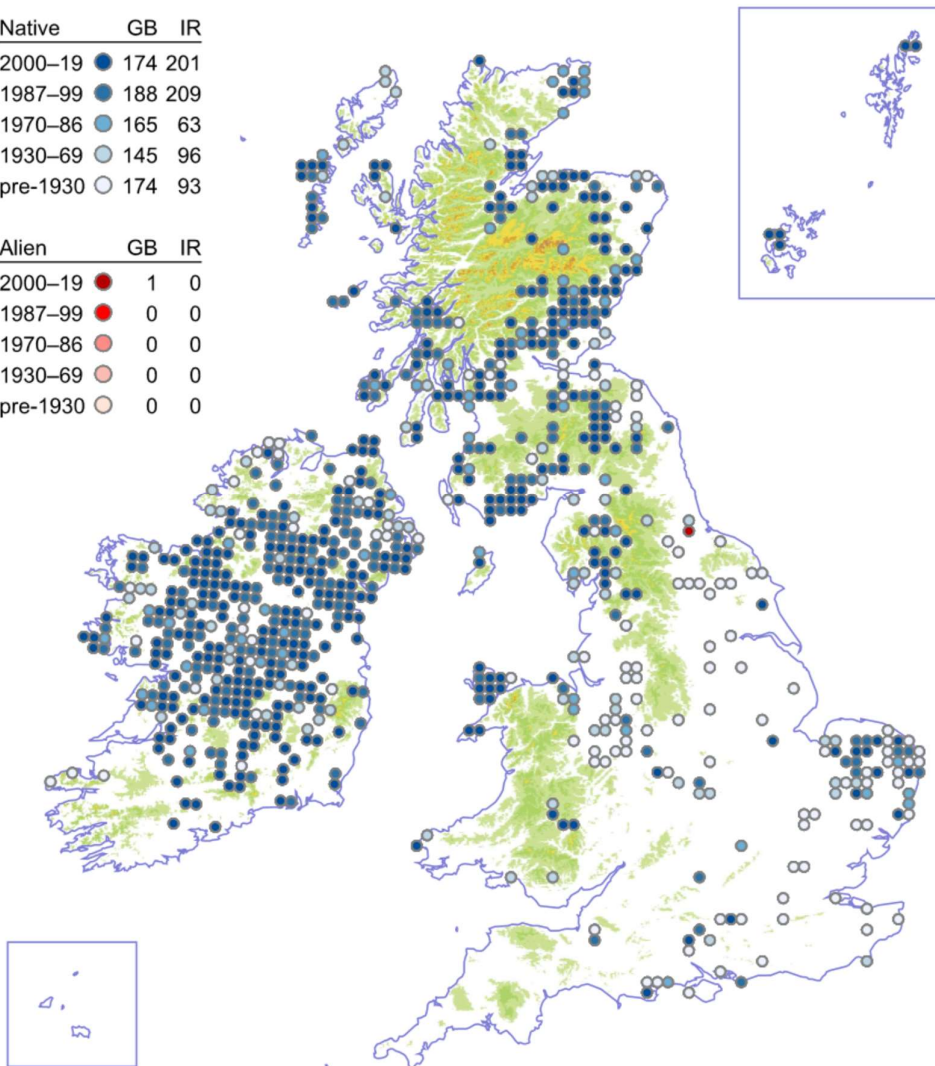 Native GB IR
2000–19 174 201
1987–99 188 209
1970–86 165 63
1930–69 145 96
pre-1930 174 93
Alien GB IR
2000–19 1 0
1987–99 0 0
1970–86 0 0
1930–69 0 0
pre-1930 0 0